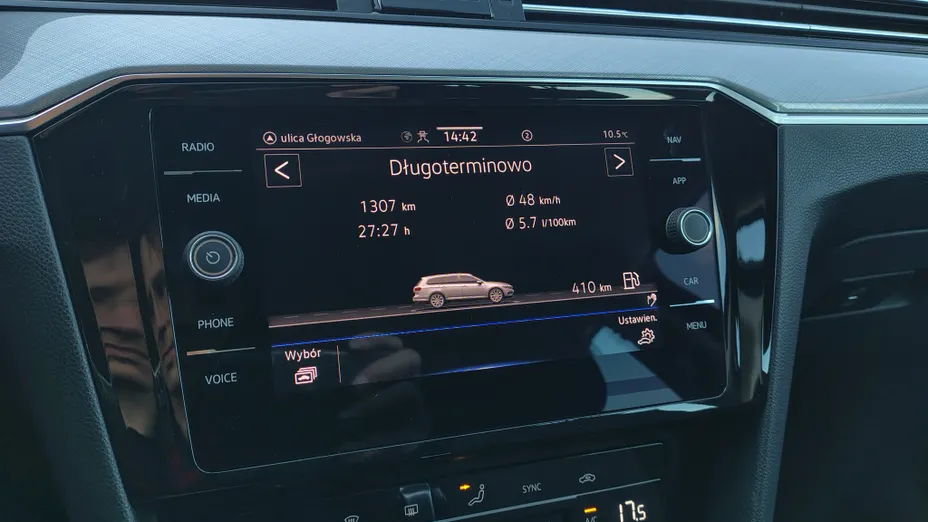 RADIO
MEDIA
PHONE
VOICE
ulica Głogowska
14:42
2
10.5°C
<
Długoterminowo
>
1307 km
Ø 48 km/h
27:27 h
Ø 5.7 l/100km
410 km
Ustawien.
Wybór
NAV
APP
CAR
MENU
SYNC
A/C
17.5